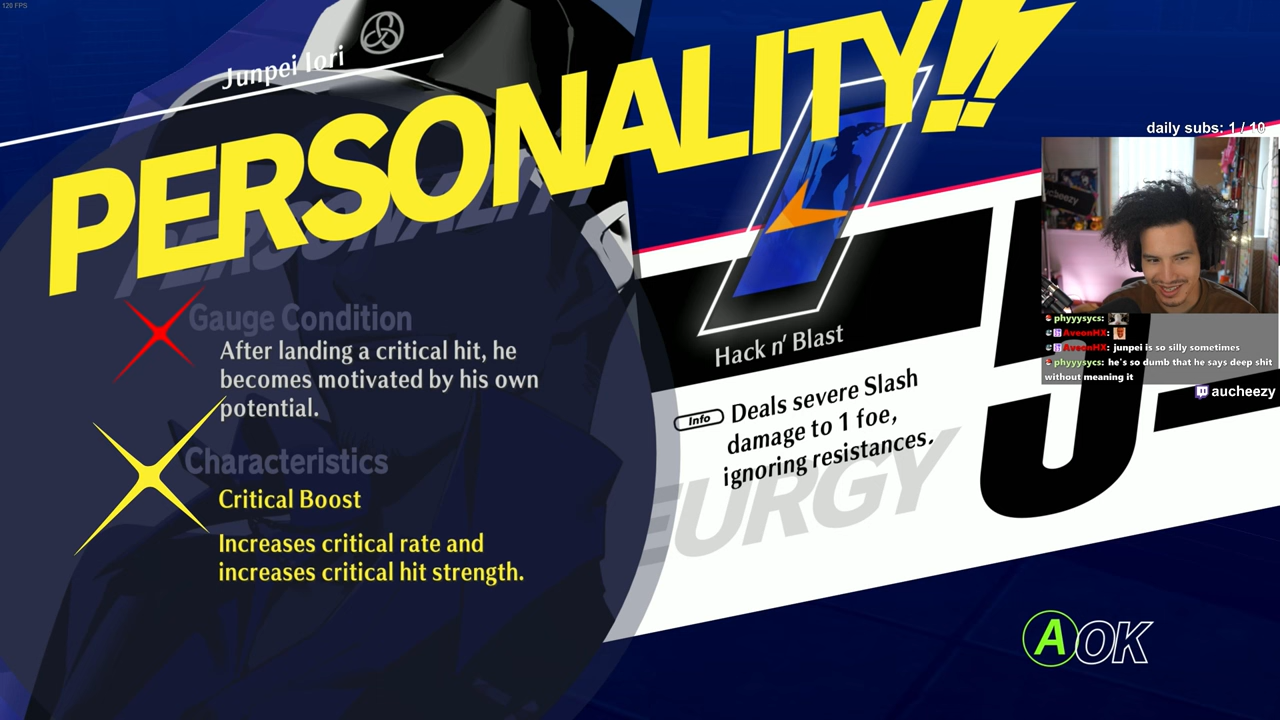 120 FPS
Junpei Iori
PERSONALITY!!
PERSONALITY
Gauge Condition
After landing a critical hit, he
becomes motivated by his own
potential.
Characteristics
Critical Boost
Increases critical rate and
increases critical hit strength.
Hack n' Blast
Info
Deals severe Slash
damage to 1 foe,
ignoring resistances.
EURGY
daily subs: 1 / 10
phyyysycs:
AveonHX:
AveonHX: junpei is so silly sometimes
phyyysycs: he's so dumb that he says deep shit
without meaning it
aucheezy
A OK